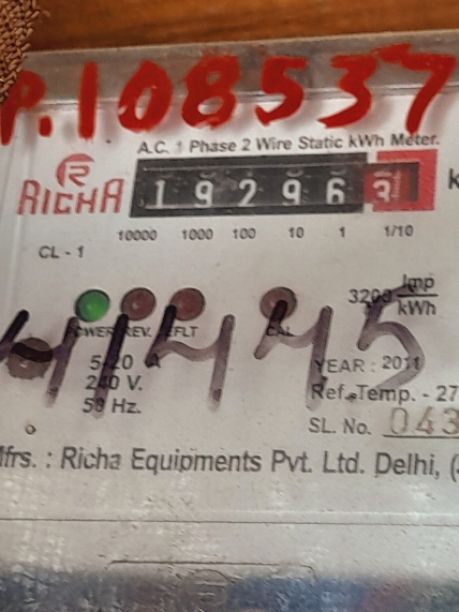 P.108537
A.C. 1 Phase 2 Wire Static kWh Meter.
R
RICHA
1 9 2 9 6 3
k
10000 1000 100 10 1 1/10
CL - 1
3200 Imp/kWh
POWER REV. EFLT CAL
41445
5-20 A
240 V.
50 Hz.
YEAR : 2011
Ref. Temp. - 27
SL. No. 043
Mfrs. : Richa Equipments Pvt. Ltd. Delhi, (